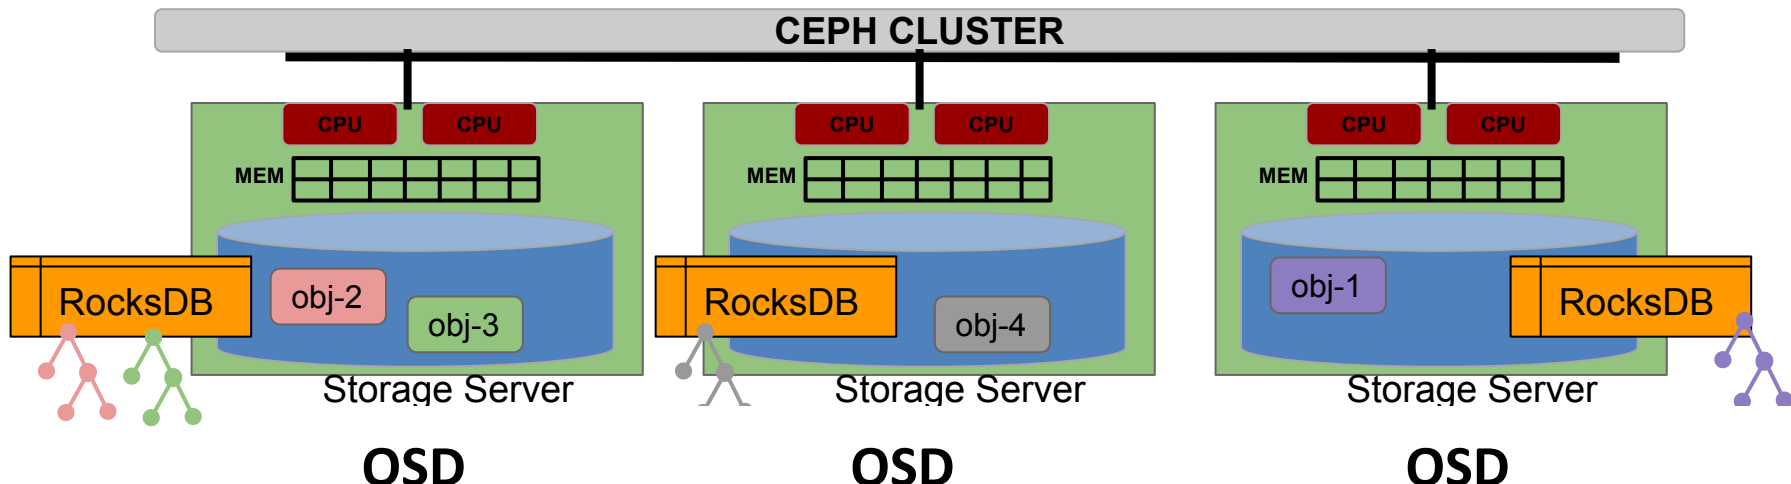 CEPH CLUSTER
CPU CPU
MEM
RocksDB
obj-2
obj-3
Storage Server
OSD
CPU CPU
MEM
RocksDB
obj-4
Storage Server
OSD
CPU CPU
MEM
obj-1
RocksDB
Storage Server
OSD